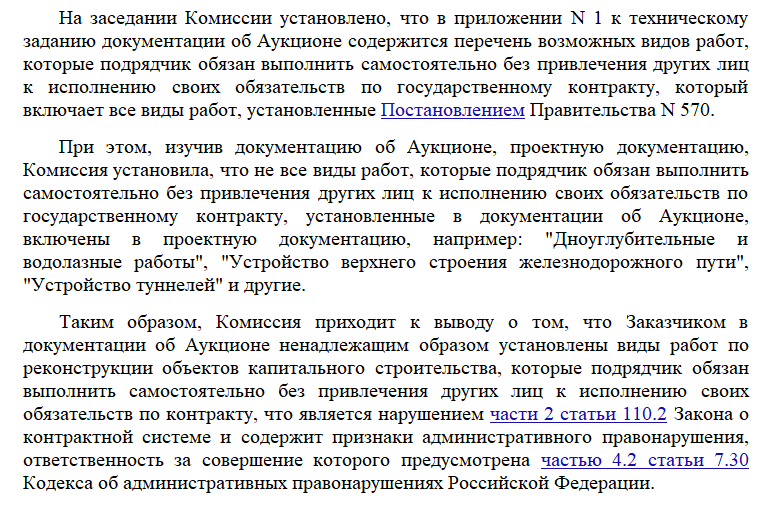 На заседании Комиссии установлено, что в приложении N 1 к техническому
заданию документации об Аукционе содержится перечень возможных видов работ,
которые подрядчик обязан выполнить самостоятельно без привлечения других лиц
к исполнению своих обязательств по государственному контракту, который
включает все виды работ, установленные Постановлением Правительства N 570.
При этом, изучив документацию об Аукционе, проектную документацию,
Комиссия установила, что не все виды работ, которые подрядчик обязан выполнить
самостоятельно без привлечения других лиц к исполнению своих обязательств по
государственному контракту, установленные в документации об Аукционе,
включены в проектную документацию, например: "Дноуглубительные и
водолазные работы", "Устройство верхнего строения железнодорожного пути",
"Устройство туннелей" и другие.
Таким образом, Комиссия приходит к выводу о том, что Заказчиком в
документации об Аукционе ненадлежащим образом установлены виды работ по
реконструкции объектов капитального строительства, которые подрядчик обязан
выполнить самостоятельно без привлечения других лиц к исполнению своих
обязательств по контракту, что является нарушением части 2 статьи 110.2 Закона о
контрактной системе и содержит признаки административного правонарушения,
ответственность за совершение которого предусмотрена частью 4.2 статьи 7.30
Кодекса об административных правонарушениях Российской Федерации.